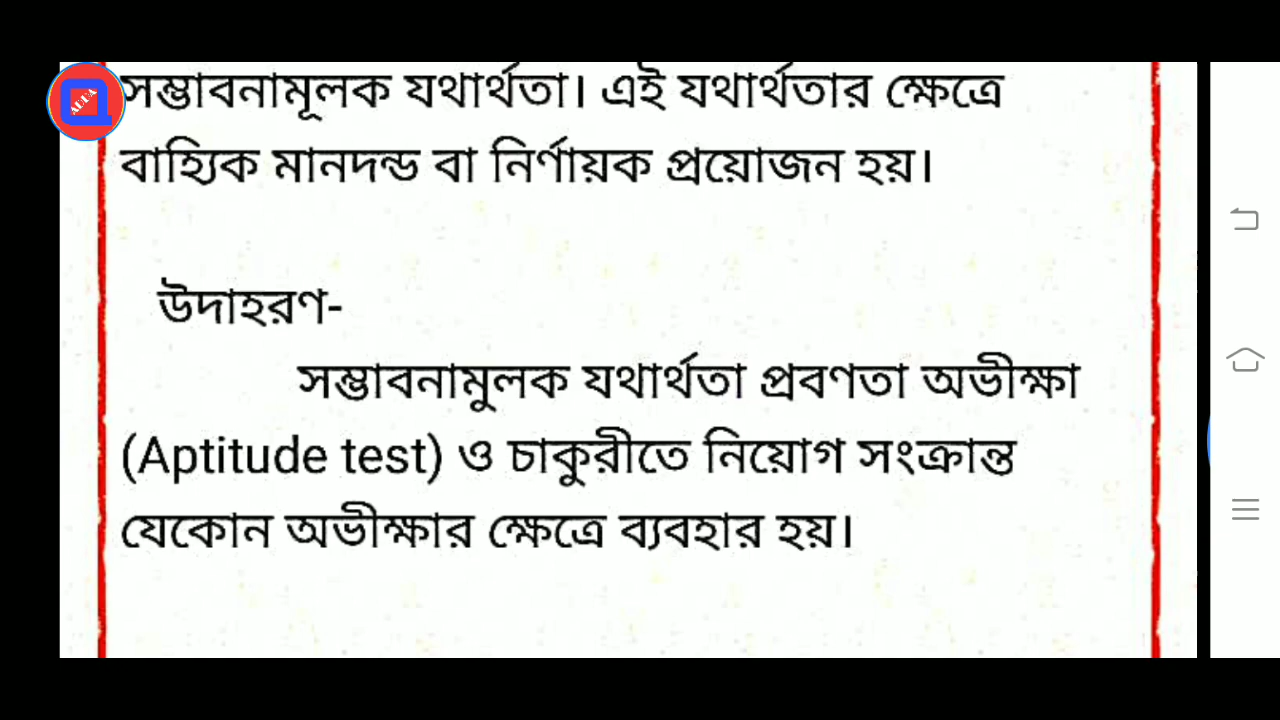 সম্ভাবনামূলক যথার্থতা। এই যথার্থতার ক্ষেত্রে
বাহ্যিক মানদন্ড বা নির্ণায়ক প্রয়োজন হয়।
উদাহরণ-
সম্ভাবনামুলক যথার্থতা প্রবণতা অভীক্ষা
(Aptitude test) ও চাকুরীতে নিয়োগ সংক্রান্ত
যেকোন অভীক্ষার ক্ষেত্রে ব্যবহার হয়।